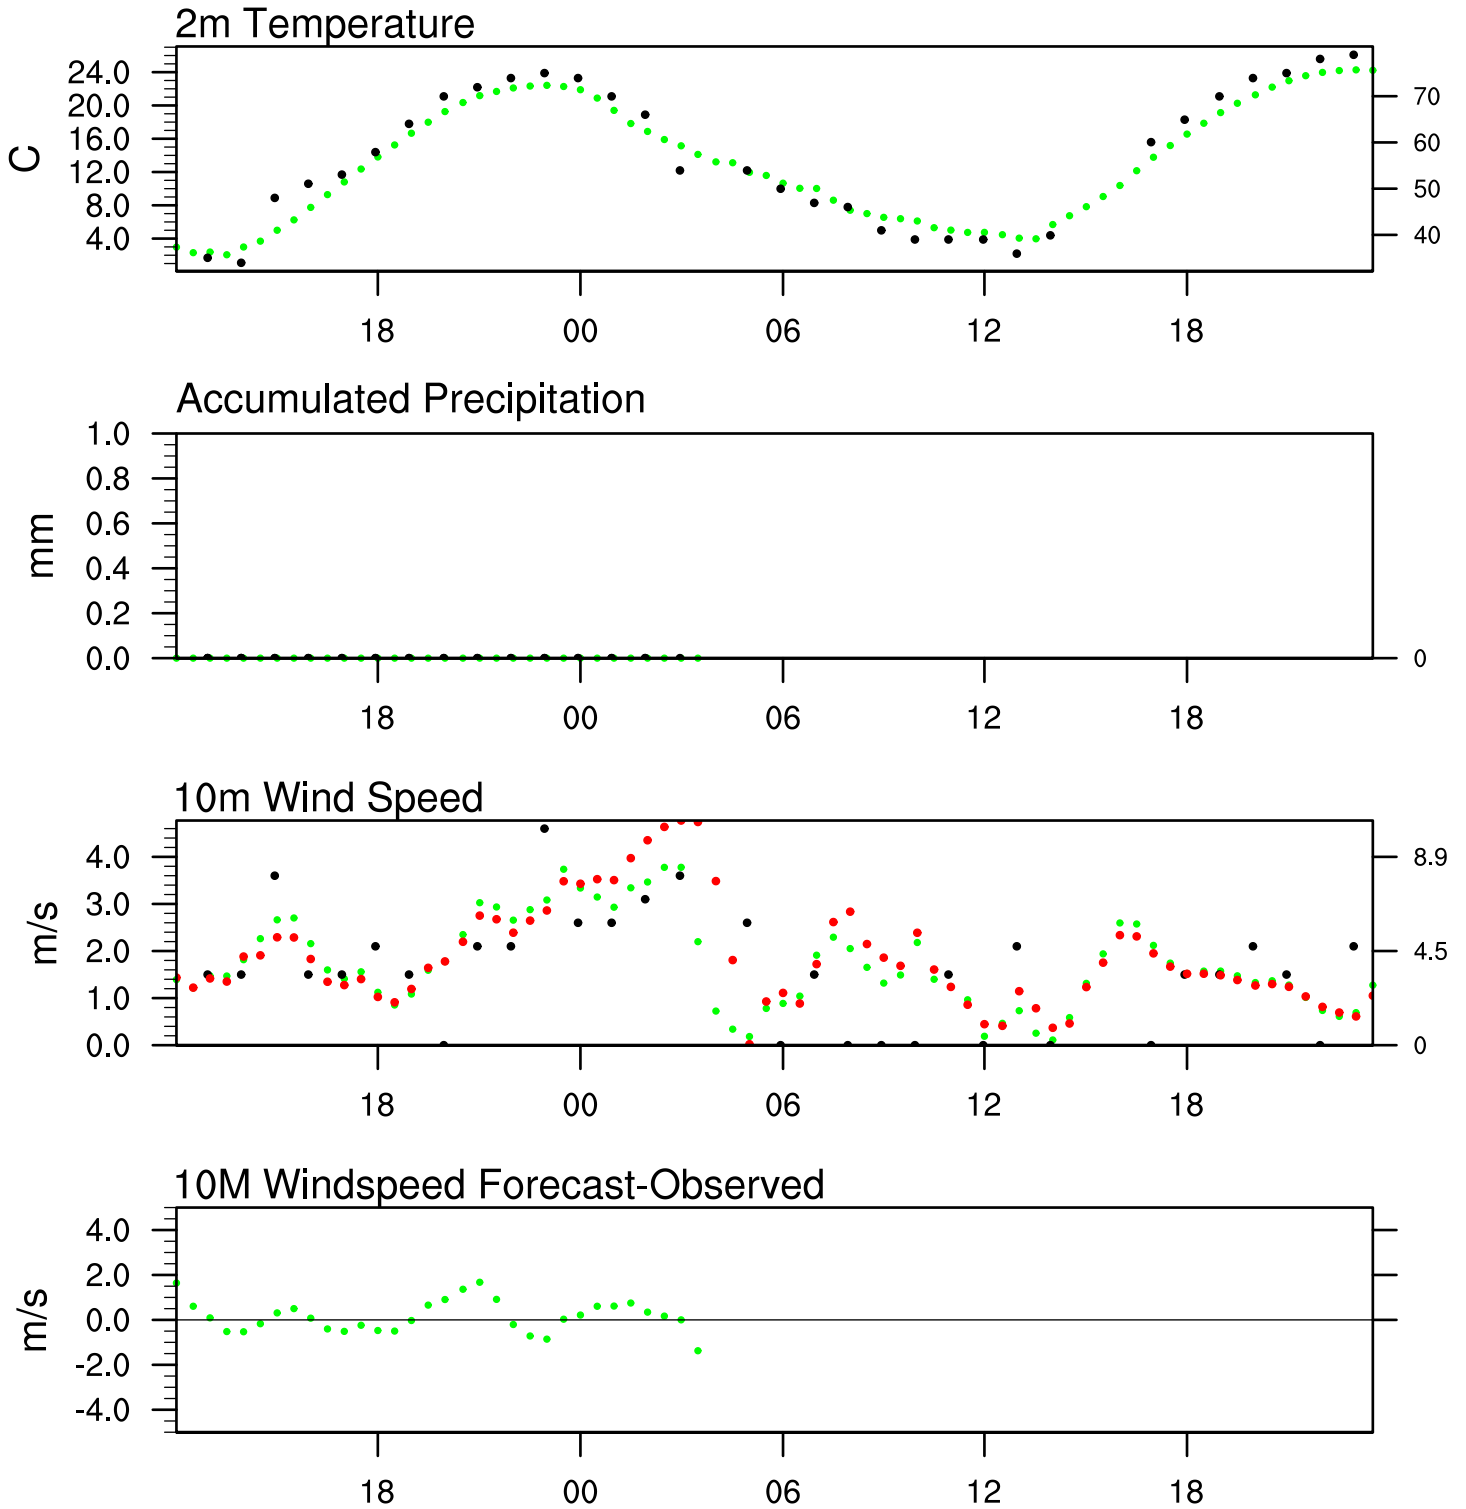 2m Temperature
24.0
20.0
16.0
12.0
8.0
4.0
C
70
60
50
40
18 00 06 12 18
Accumulated Precipitation
1.0
0.8
0.6
0.4
0.2
0.0
mm
0
18 00 06 12 18
10m Wind Speed
4.0
3.0
2.0
1.0
0.0
m/s
8.9
4.5
0
18 00 06 12 18
10M Windspeed Forecast-Observed
4.0
2.0
0.0
-2.0
-4.0
m/s
18 00 06 12 18